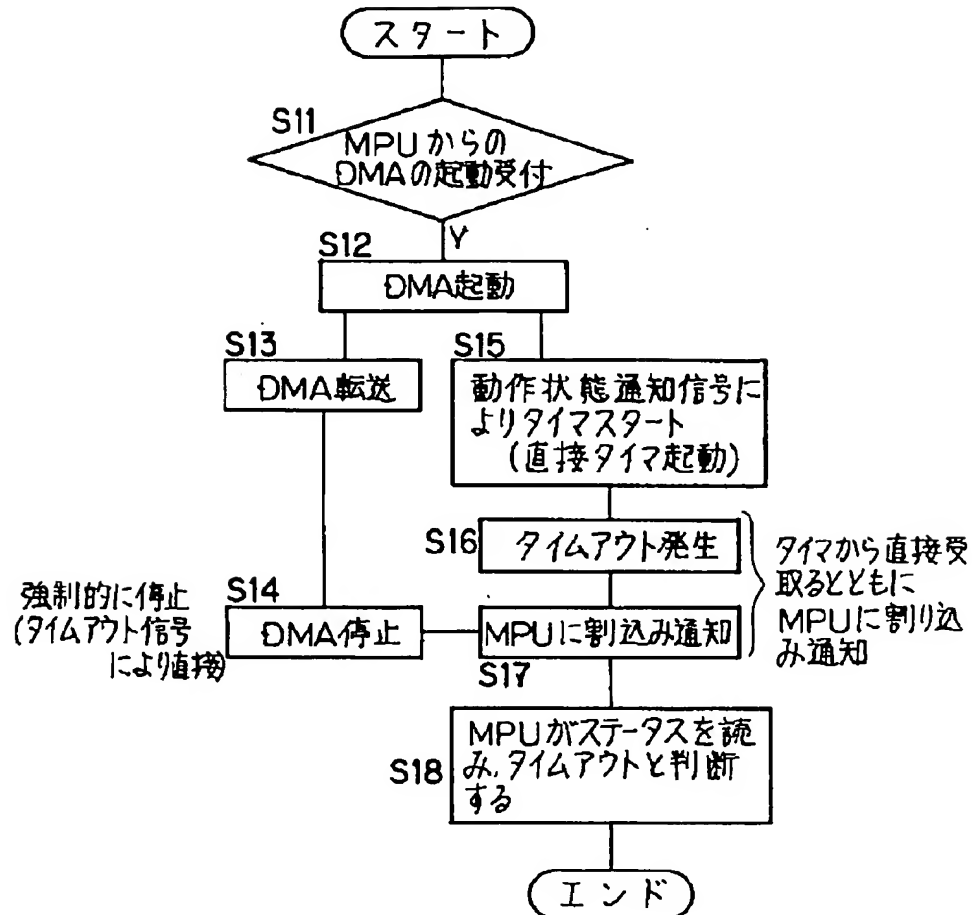 スタート
S11
MPUからの
DMAの起動受付
Y
S12
DMA起動
S13
DMA転送
S15
動作状態通知信号に
よりタイマスタート
(直接タイマ起動)
S16
タイムアウト発生
タイマから直接受
取るとともに
MPUに割り込
み通知
強制的に停止
(タイムアウト信号
により直接)
S14
DMA停止
MPUに割込み通知
S17
S18
MPUがステータスを読
み,タイムアウトと判断
する
エンド